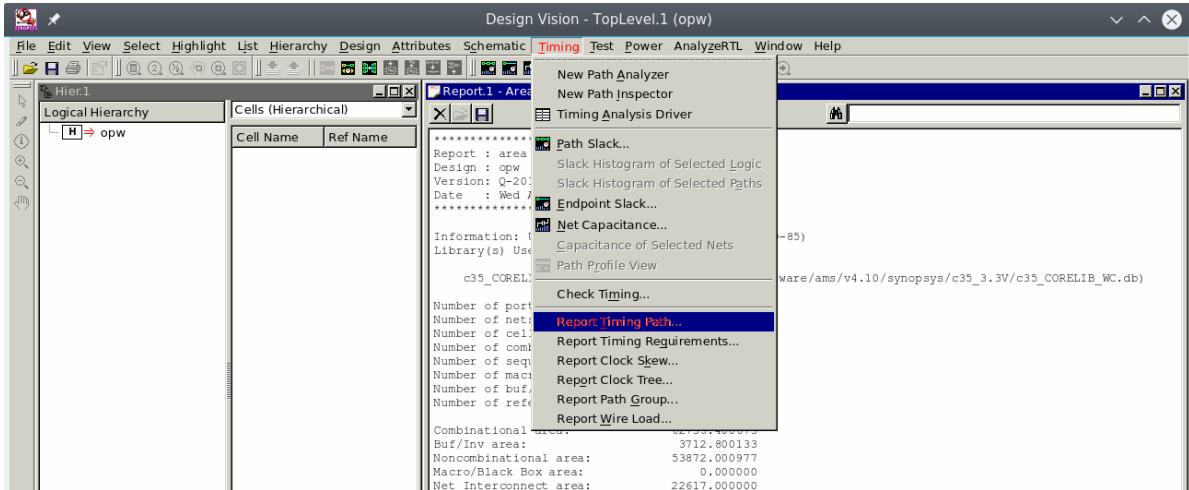 Design Vision - TopLevel.1 (opw)
File Edit View Select Highlight List Hierarchy Design Attributes Schematic Timing Test Power AnalyzeRTL Window Help
Hier.1
Logical Hierarchy
H opw
Cells (Hierarchical)
Cell Name Ref Name
Report.1 - Area
New Path Analyzer
New Path Inspector
Timing Analysis Driver
Path Slack...
Slack Histogram of Selected Logic
Slack Histogram of Selected Paths
Endpoint Slack...
Net Capacitance...
Capacitance of Selected Nets
Path Profile View
Check Timing...
Report Timing Path...
Report Timing Requirements...
Report Clock Skew...
Report Clock Tree...
Report Path Group...
Report Wire Load...
**************
Report : area
Design : opw
Version: Q-201
Date : Wed A
**************
Information: U -85)
Library(s) Use
c35_CORELI ware/ams/v4.10/synopsys/c35_3.3V/c35_CORELIB_WC.db)
Number of port
Number of nets
Number of cell
Number of comb
Number of sequ
Number of macr
Number of buf/
Number of refe
Combinational area:
Buf/Inv area: 3712.800133
Noncombinational area: 53872.000977
Macro/Black Box area: 0.000000
Net Interconnect area: 22617.000000